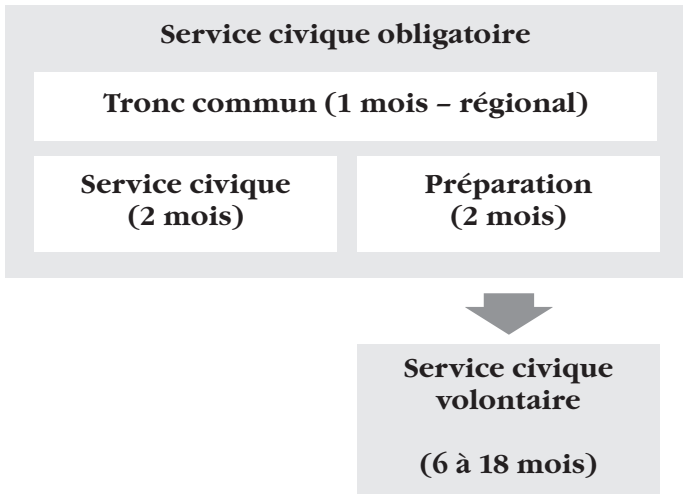 Service civique obligatoire
Tronc commun (1 mois – régional)
Service civique
(2 mois)
Préparation
(2 mois)
Service civique
volontaire
(6 à 18 mois)